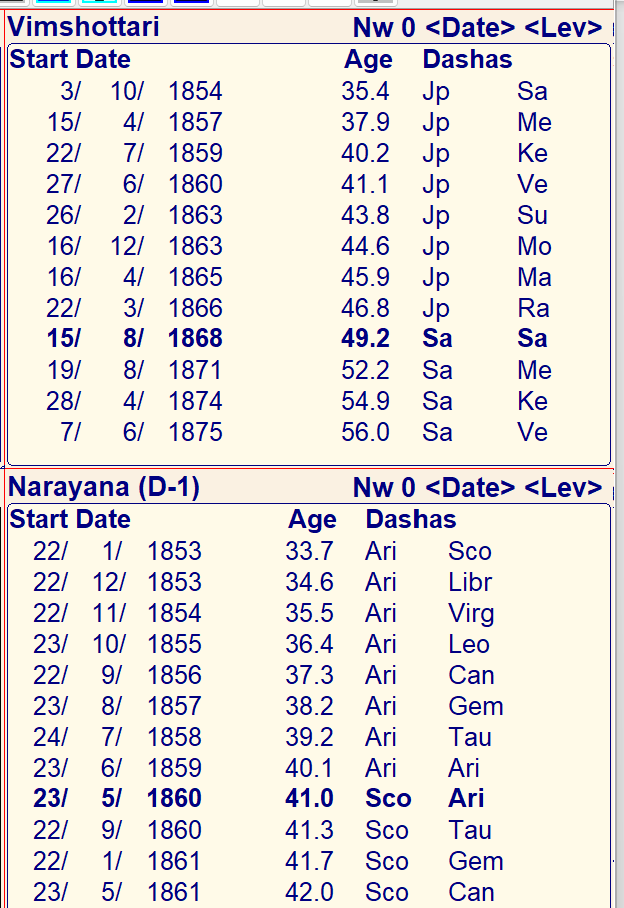 Vimshottari Nw 0 <Date> <Lev>
Start Date Age Dashas
3/ 10/ 1854 35.4 Jp Sa
15/ 4/ 1857 37.9 Jp Me
22/ 7/ 1859 40.2 Jp Ke
27/ 6/ 1860 41.1 Jp Ve
26/ 2/ 1863 43.8 Jp Su
16/ 12/ 1863 44.6 Jp Mo
16/ 4/ 1865 45.9 Jp Ma
22/ 3/ 1866 46.8 Jp Ra
15/ 8/ 1868 49.2 Sa Sa
19/ 8/ 1871 52.2 Sa Me
28/ 4/ 1874 54.9 Sa Ke
7/ 6/ 1875 56.0 Sa Ve
Narayana (D-1) Nw 0 <Date> <Lev>
Start Date Age Dashas
22/ 1/ 1853 33.7 Ari Sco
22/ 12/ 1853 34.6 Ari Libr
22/ 11/ 1854 35.5 Ari Virg
23/ 10/ 1855 36.4 Ari Leo
22/ 9/ 1856 37.3 Ari Can
23/ 8/ 1857 38.2 Ari Gem
24/ 7/ 1858 39.2 Ari Tau
23/ 6/ 1859 40.1 Ari Ari
23/ 5/ 1860 41.0 Sco Ari
22/ 9/ 1860 41.3 Sco Tau
22/ 1/ 1861 41.7 Sco Gem
23/ 5/ 1861 42.0 Sco Can